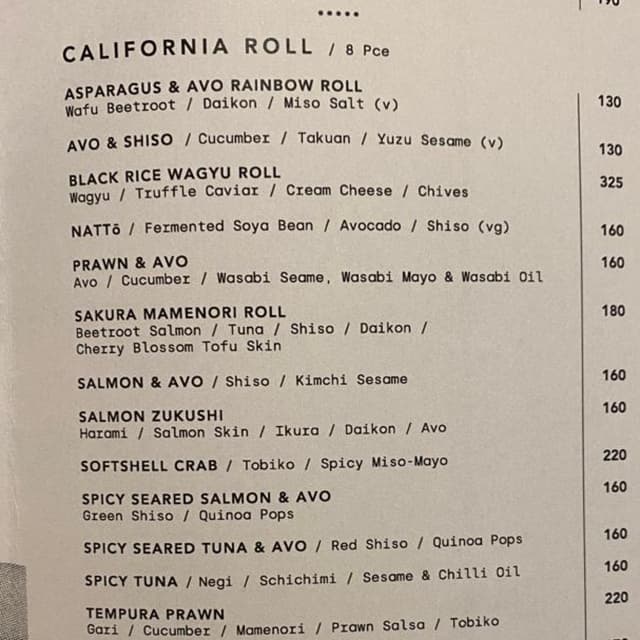 190
CALIFORNIA ROLL / 8 Pce
ASPARAGUS & AVO RAINBOW ROLL
Wafu Beetroot / Daikon / Miso Salt (v) 130
AVO & SHISO / Cucumber / Takuan / Yuzu Sesame (v) 130
BLACK RICE WAGYU ROLL 325
Wagyu / Truffle Caviar / Cream Cheese / Chives
NATTō / Fermented Soya Bean / Avocado / Shiso (vg) 160
PRAWN & AVO 160
Avo / Cucumber / Wasabi Seame, Wasabi Mayo & Wasabi Oil
SAKURA MAMENORI ROLL 180
Beetroot Salmon / Tuna / Shiso / Daikon /
Cherry Blossom Tofu Skin
SALMON & AVO / Shiso / Kimchi Sesame 160
SALMON ZUKUSHI 160
Harami / Salmon Skin / Ikura / Daikon / Avo
SOFTSHELL CRAB / Tobiko / Spicy Miso-Mayo 220
SPICY SEARED SALMON & AVO 160
Green Shiso / Quinoa Pops
SPICY SEARED TUNA & AVO / Red Shiso / Quinoa Pops 160
SPICY TUNA / Negi / Schichimi / Sesame & Chilli Oil 160
TEMPURA PRAWN 220
Gari / Cucumber / Mamenori / Prawn Salsa / Tobiko